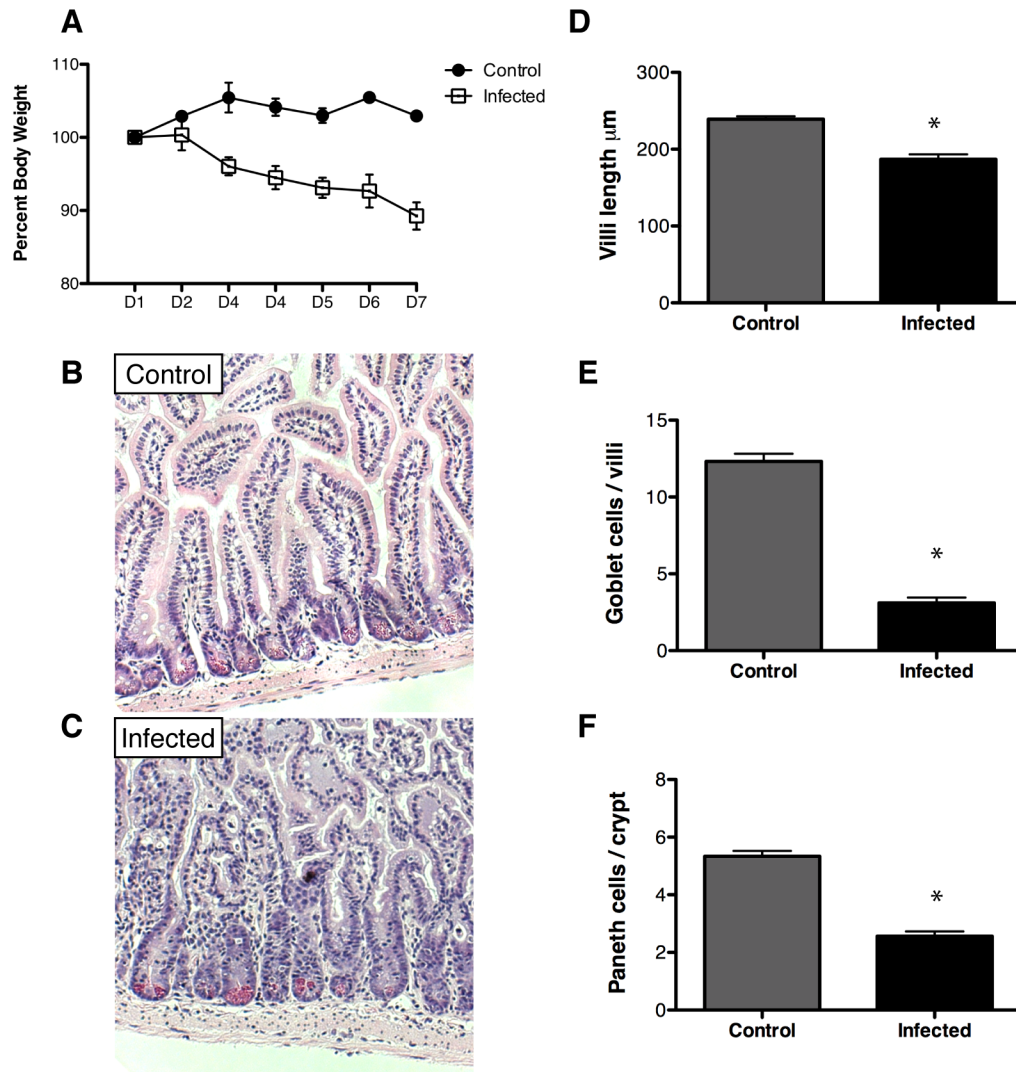 A
Percent Body Weight
110
100
90
80
D1 D2 D4 D4 D5 D6 D7
Control
Infected
B
Control
C
Infected
D
Villi length μm
300
200
100
0
Control Infected
*
E
Goblet cells / villi
15
10
5
0
Control Infected
*
F
Paneth cells / crypt
8
6
4
2
0
Control Infected
*